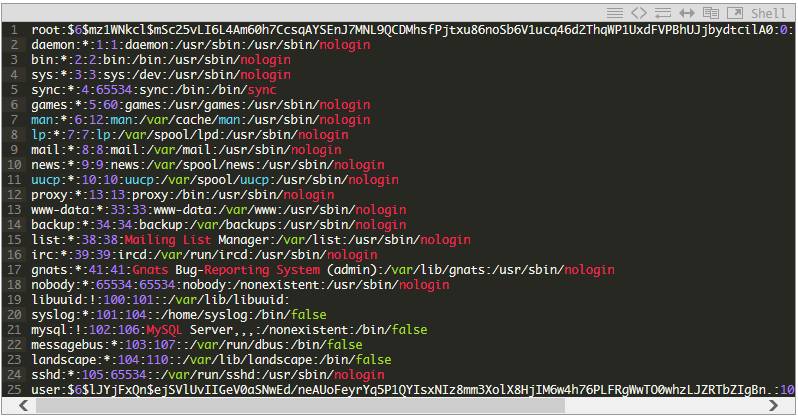 Shell
1 root:$6$mz1WNkcl$mSc25vLI6L4Am60h7CcsqAYSEnJ7MNL9QCDMhsfPjtxu86noSb6V1ucq46d2ThqWP1UxdFVPBhUJjbydtcilA0:0:
2 daemon:*:1:1:daemon:/usr/sbin:/usr/sbin/nologin
3 bin:*:2:2:bin:/bin:/usr/sbin/nologin
4 sys:*:3:3:sys:/dev:/usr/sbin/nologin
5 sync:*:4:65534:sync:/bin:/bin/sync
6 games:*:5:60:games:/usr/games:/usr/sbin/nologin
7 man:*:6:12:man:/var/cache/man:/usr/sbin/nologin
8 lp:*:7:7:lp:/var/spool/lpd:/usr/sbin/nologin
9 mail:*:8:8:mail:/var/mail:/usr/sbin/nologin
10 news:*:9:9:news:/var/spool/news:/usr/sbin/nologin
11 uucp:*:10:10:uucp:/var/spool/uucp:/usr/sbin/nologin
12 proxy:*:13:13:proxy:/bin:/usr/sbin/nologin
13 www-data:*:33:33:www-data:/var/www:/usr/sbin/nologin
14 backup:*:34:34:backup:/var/backups:/usr/sbin/nologin
15 list:*:38:38:Mailing List Manager:/var/list:/usr/sbin/nologin
16 irc:*:39:39:ircd:/var/run/ircd:/usr/sbin/nologin
17 gnats:*:41:41:Gnats Bug-Reporting System (admin):/var/lib/gnats:/usr/sbin/nologin
18 nobody:*:65534:65534:nobody:/nonexistent:/usr/sbin/nologin
19 libuuid:!:100:101::/var/lib/libuuid:
20 syslog:*:101:104::/home/syslog:/bin/false
21 mysql:!:102:106:MySQL Server,,,:/nonexistent:/bin/false
22 messagebus:*:103:107::/var/run/dbus:/bin/false
23 landscape:*:104:110::/var/lib/landscape:/bin/false
24 sshd:*:105:65534::/var/run/sshd:/usr/sbin/nologin
25 user:$6$lJYjFxQn$ejSVlUvIIGeV0aSNwEd/neAUoFeyrYq5P1QYIsxNIz8mm3XolX8HjIM6w4h76PLFRgWwTO0whzLJZRTbZIgBn.:10